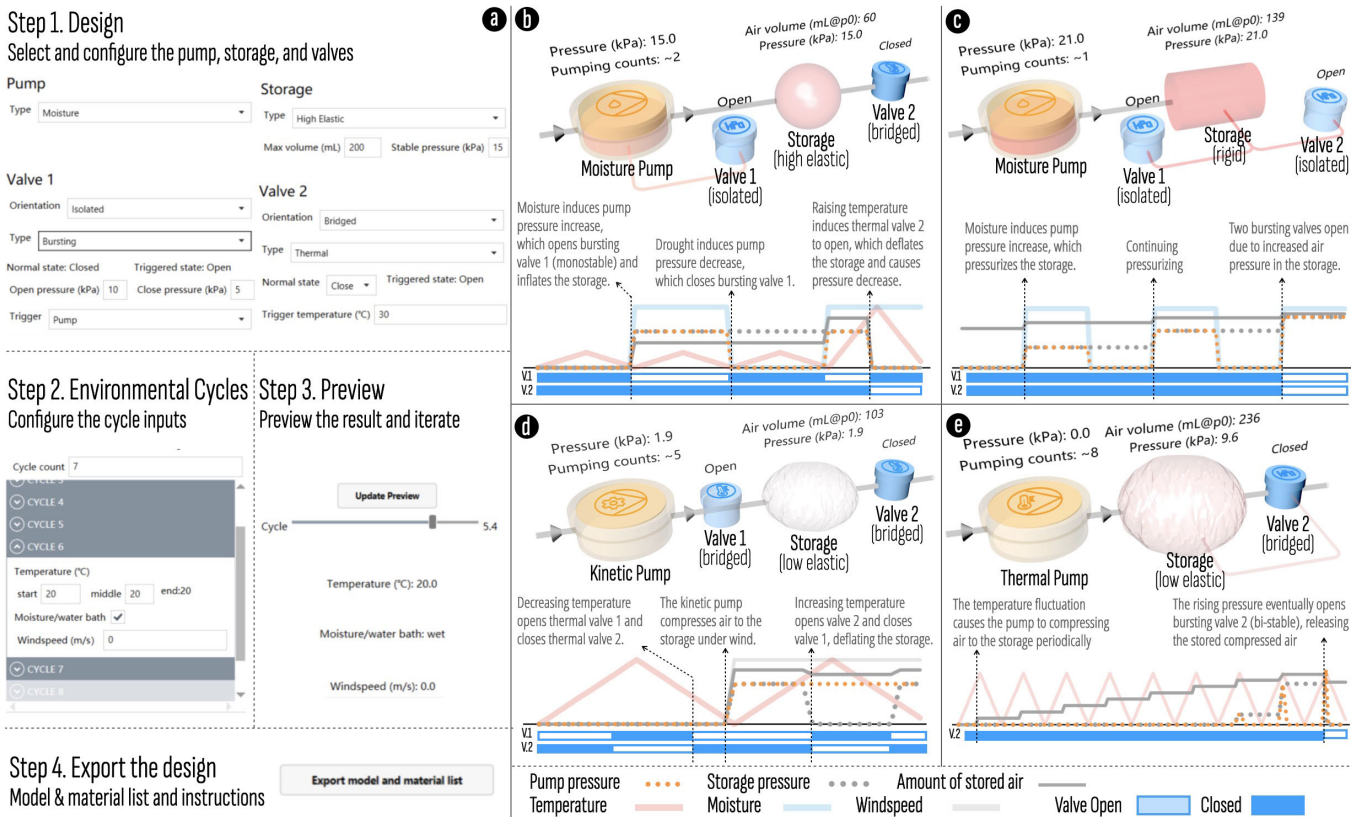 Step 1. Design
Select and configure the pump, storage, and valves
Pump
Type Moisture
Storage
Type High Elastic
Max volume (mL) 200 Stable pressure (kPa) 15
Valve 1
Orientation Isolated
Type Bursting
Normal state: Closed Triggered state: Open
Open pressure (kPa) 10 Close pressure (kPa) 5
Trigger Pump
Valve 2
Orientation Bridged
Type Thermal
Normal state Close Triggered state: Open
Trigger temperature (°C) 30
a
Step 2. Environmental Cycles
Configure the cycle inputs
Cycle count 7
CYCLE 4
CYCLE 5
CYCLE 6
Temperature (°C)
start 20 middle 20 end:20
Moisture/water bath
Windspeed (m/s) 0
CYCLE 7
CYCLE 8
Step 3. Preview
Preview the result and iterate
Update Preview
Cycle 5.4
Temperature (°C): 20.0
Moisture/water bath: wet
Windspeed (m/s): 0.0
Step 4. Export the design
Model & material list and instructions
Export model and material list
b
Pressure (kPa): 15.0
Pumping counts: ~2
Air volume (mL@p0): 60
Pressure (kPa): 15.0
Closed
Open
hPa
Moisture Pump
Valve 1
(isolated)
Storage
(high elastic)
Valve 2
(bridged)
Moisture induces pump
pressure increase,
which opens bursting
valve 1 (monostable) and
inflates the storage.
Drought induces pump
pressure decrease,
which closes bursting valve 1.
Raising temperature
induces thermal valve 2
to open, which deflates
the storage and causes
pressure decrease.
V.1
V.2
c
Pressure (kPa): 21.0
Pumping counts: ~1
Air volume (mL@p0): 139
Pressure (kPa): 21.0
Open
Open
hPa
hPa
Moisture Pump
Valve 1
(isolated)
Storage
(rigid)
Valve 2
(isolated)
Moisture induces pump
pressure increase, which
pressurizes the storage.
Continuing
pressurizing
Two bursting valves open
due to increased air
pressure in the storage.
V.1
V.2
d
Pressure (kPa): 1.9
Pumping counts: ~5
Air volume (mL@p0): 103
Pressure (kPa): 1.9
Closed
Open
Kinetic Pump
Valve 1
(bridged)
Storage
(low elastic)
Valve 2
(bridged)
Decreasing temperature
opens thermal valve 1 and
closes thermal valve 2.
The kinetic pump
compresses air to the
storage under wind.
Increasing temperature
opens valve 2 and closes
valve 1, deflating the storage.
V.1
V.2
e
Pressure (kPa): 0.0
Pumping counts: ~8
Air volume (mL@p0): 236
Pressure (kPa): 9.6
Closed
hPa
Thermal Pump
Storage
(low elastic)
Valve 2
(bridged)
The temperature fluctuation
causes the pump to compressing
air to the storage periodically
The rising pressure eventually opens
bursting valve 2 (bi-stable), releasing
the stored compressed air
V.2
Pump pressure Storage pressure Amount of stored air
Temperature Moisture Windspeed Valve Open Closed